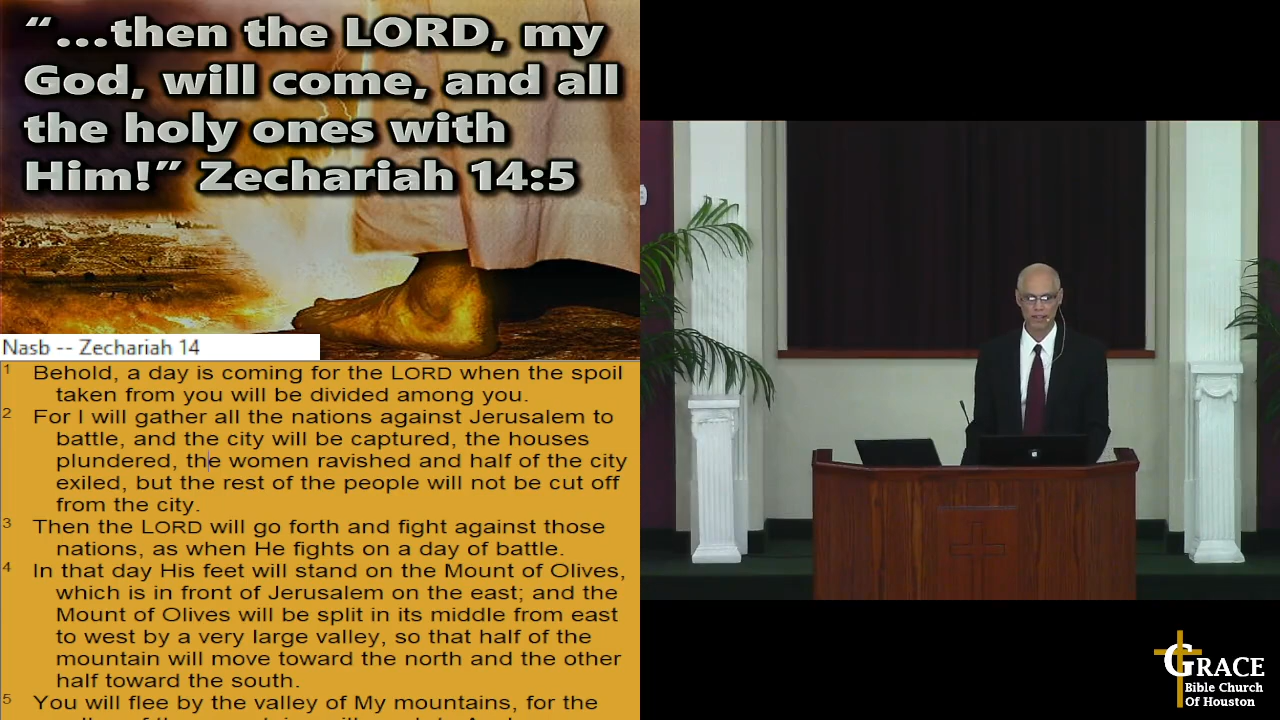 “...then the LORD, my
God, will come, and all
the holy ones with
Him!” Zechariah 14:5
Nasb -- Zechariah 14
1 Behold, a day is coming for the LORD when the spoil
taken from you will be divided among you.
2 For I will gather all the nations against Jerusalem to
battle, and the city will be captured, the houses
plundered, the women ravished and half of the city
exiled, but the rest of the people will not be cut off
from the city.
3 Then the LORD will go forth and fight against those
nations, as when He fights on a day of battle.
4 In that day His feet will stand on the Mount of Olives,
which is in front of Jerusalem on the east; and the
Mount of Olives will be split in its middle from east
to west by a very large valley, so that half of the
mountain will move toward the north and the other
half toward the south.
5 You will flee by the valley of My mountains, for the
GRACE
Bible Church
Of Houston